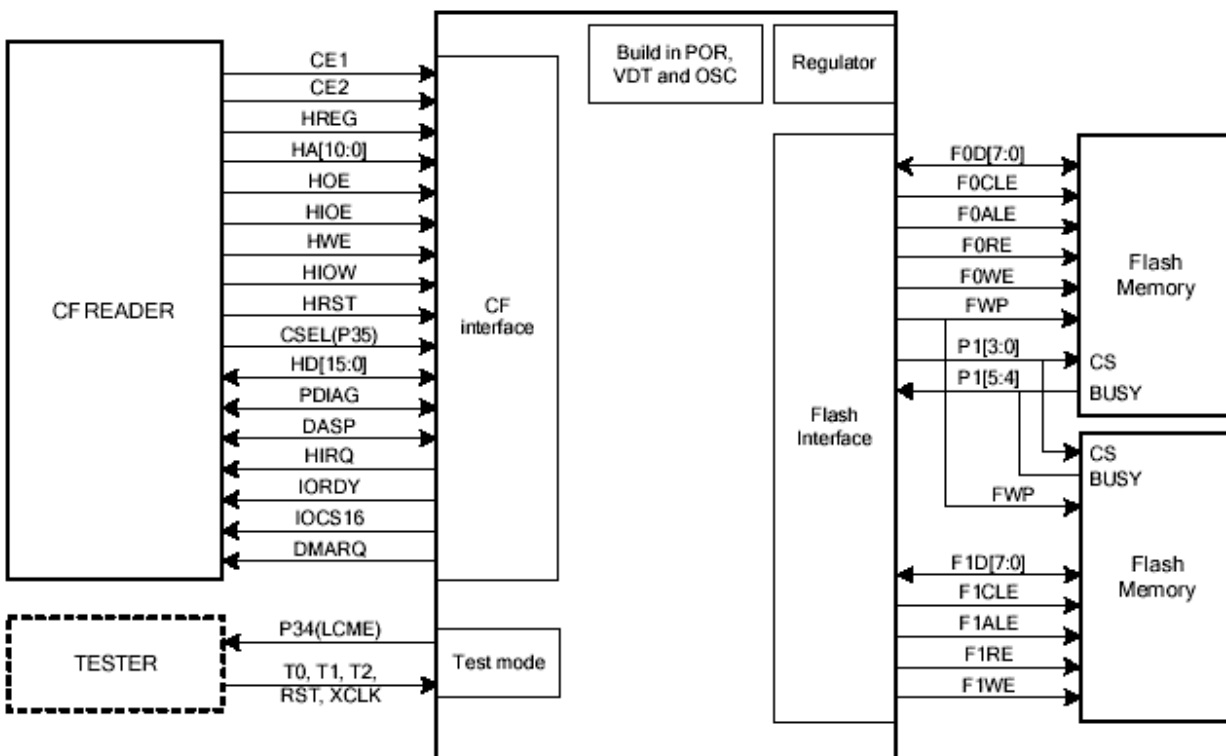 CF READER
CE1
CE2
HREG
HA[10:0]
HOE
HIOE
HWE
HIOW
HRST
CSEL(P35)
HD[15:0]
PDIAG
DASP
HIRQ
IORDY
IOCS16
DMARQ
CF
interface
TESTER
P34(LCME)
T0, T1, T2,
RST, XCLK
Test mode
Build in POR,
VDT and OSC
Regulator
Flash
Interface
F0D[7:0]
F0CLE
F0ALE
F0RE
F0WE
FWP
P1[3:0]
P1[5:4]
Flash
Memory
CS
BUSY
CS
BUSY
FWP
F1D[7:0]
F1CLE
F1ALE
F1RE
F1WE
Flash
Memory